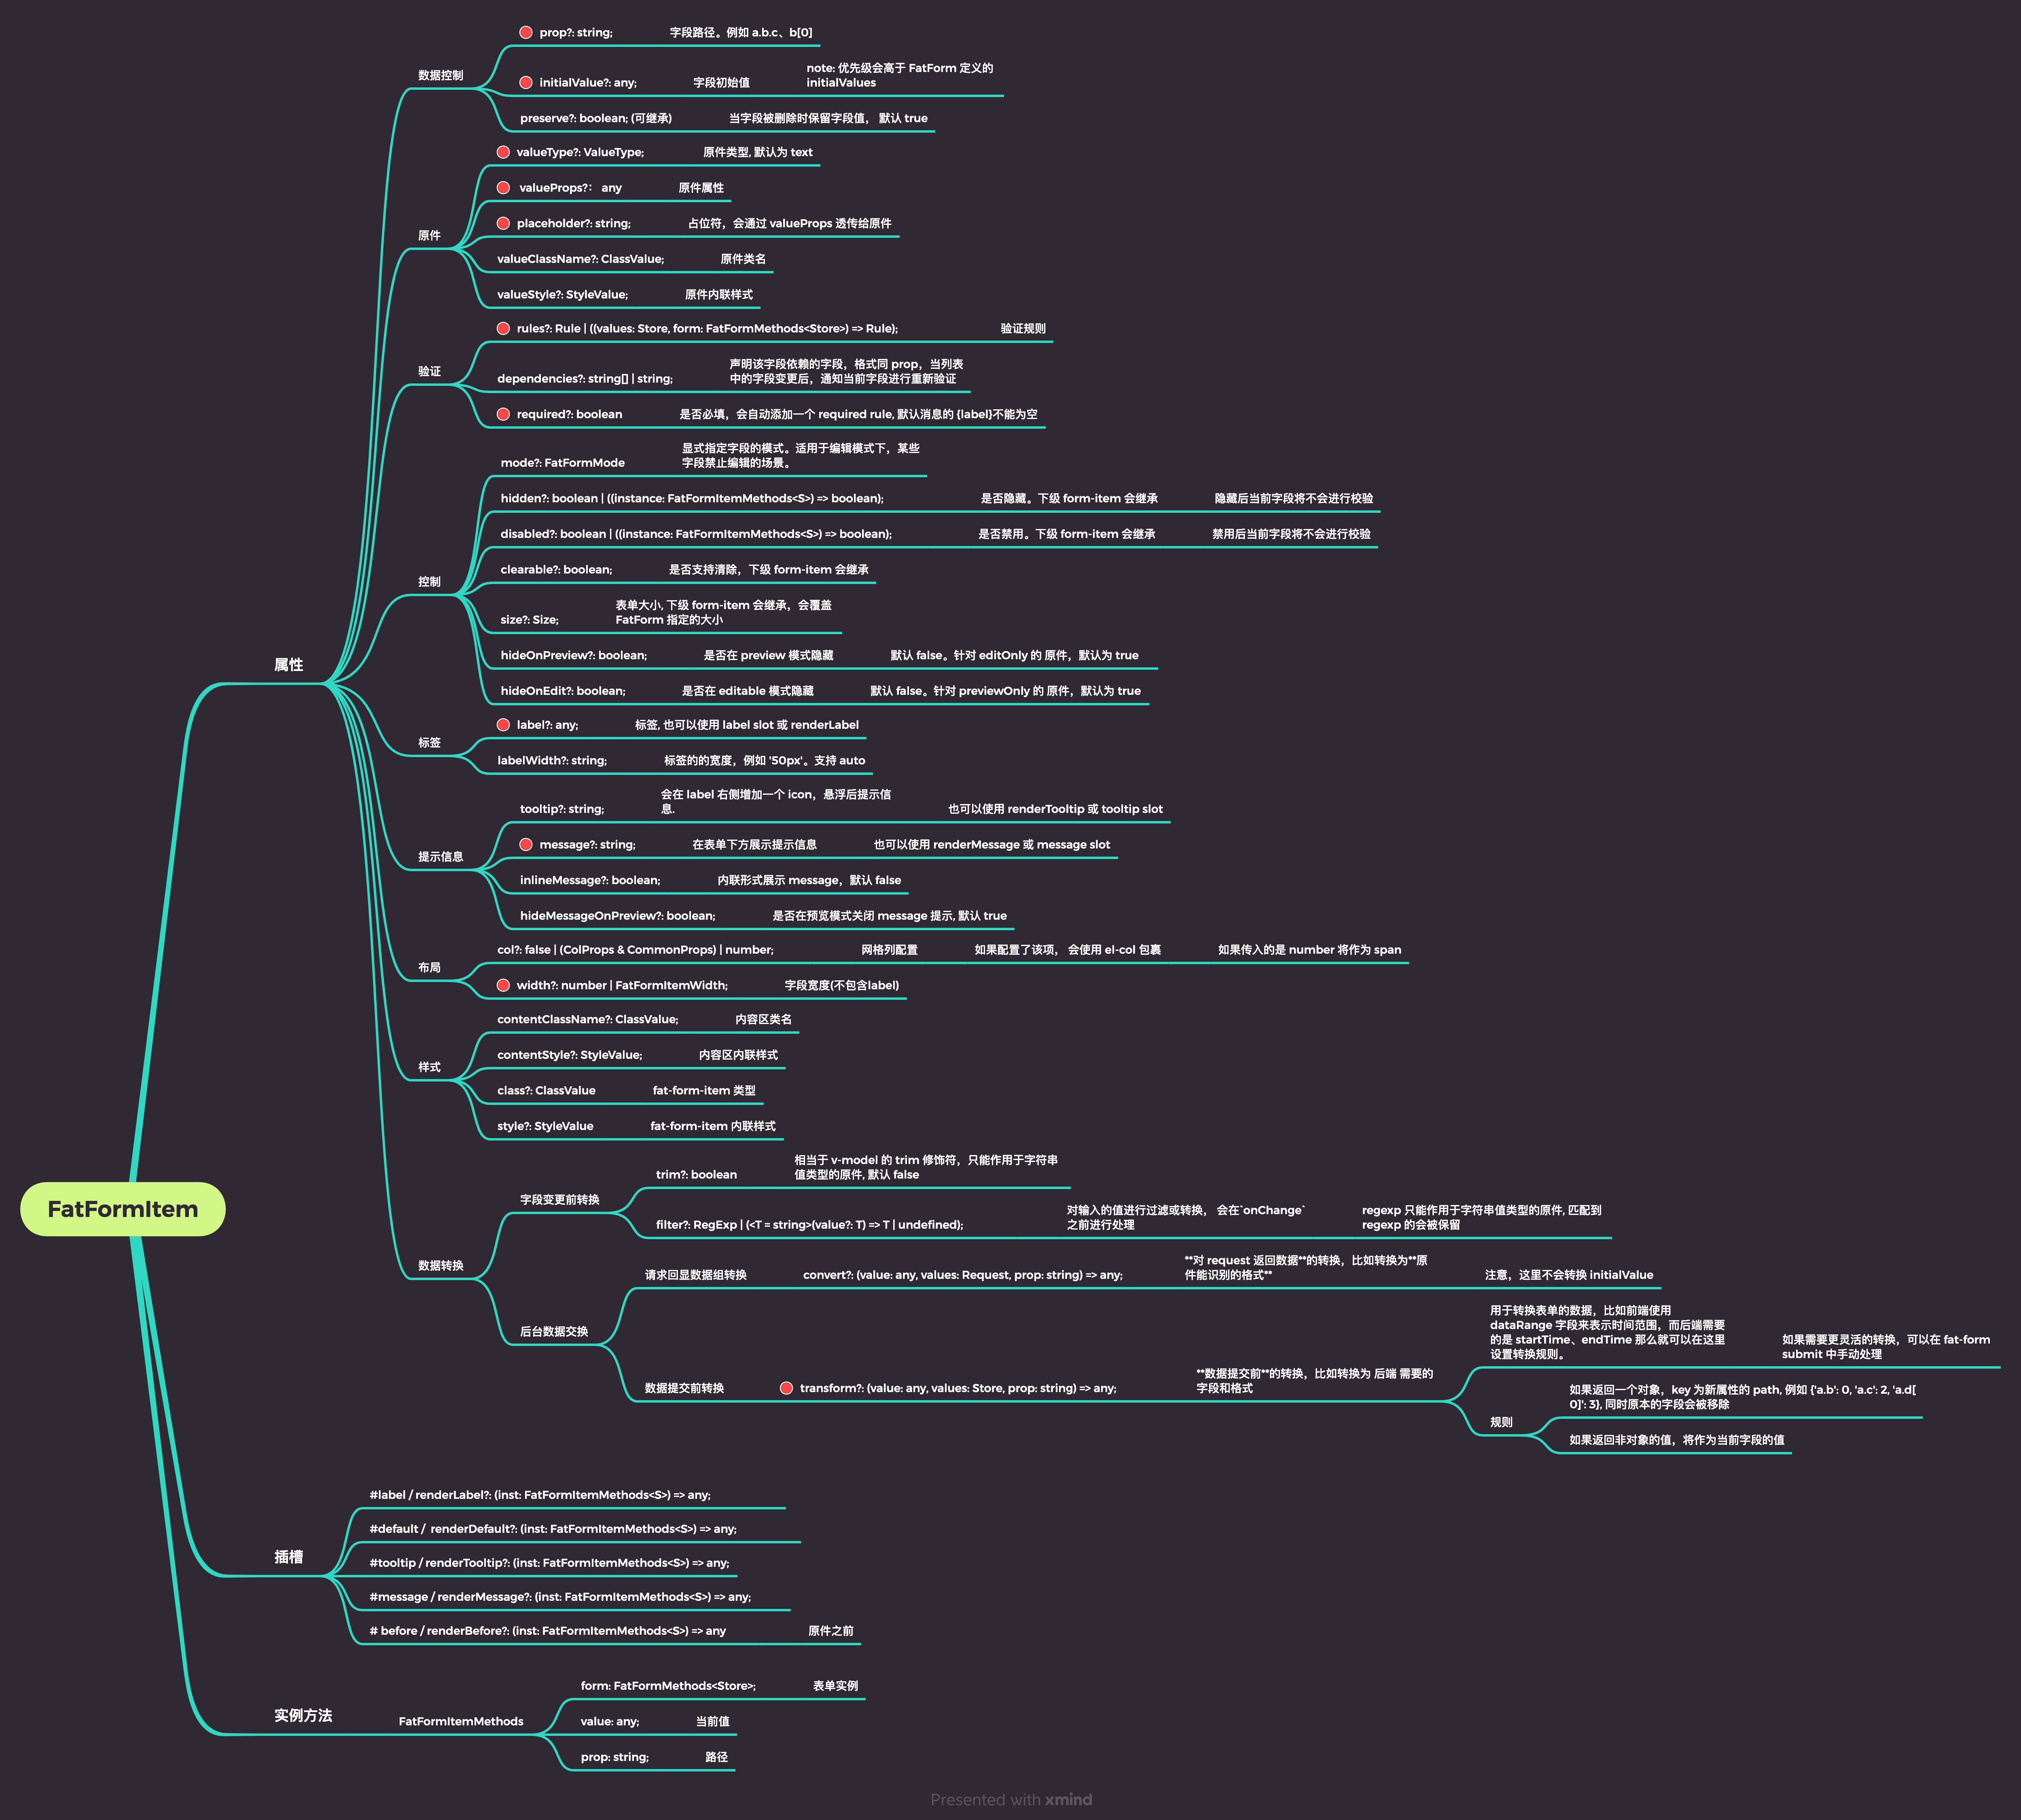 FatFormItem
属性
数据控制
prop?: string;
字段路径。例如 a.b.c、b[0]
initialValue?: any;
字段初始值
note: 优先级会高于 FatForm 定义的
initialValues
preserve?: boolean; (可继承)
当字段被删除时保留字段值， 默认 true
原件
valueType?: ValueType;
原件类型, 默认为 text
valueProps?： any
原件属性
placeholder?: string;
占位符，会通过 valueProps 透传给原件
valueClassName?: ClassValue;
原件类名
valueStyle?: StyleValue;
原件内联样式
验证
rules?: Rule | ((values: Store, form: FatFormMethods<Store>) => Rule);
验证规则
dependencies?: string[] | string;
声明该字段依赖的字段，格式同 prop，当列表
中的字段变更后，通知当前字段进行重新验证
required?: boolean
是否必填，会自动添加一个 required rule, 默认消息的 {label}不能为空
控制
mode?: FatFormMode
显式指定字段的模式。适用于编辑模式下，某些
字段禁止编辑的场景。
hidden?: boolean | ((instance: FatFormItemMethods<S>) => boolean);
是否隐藏。下级 form-item 会继承
隐藏后当前字段将不会进行校验
disabled?: boolean | ((instance: FatFormItemMethods<S>) => boolean);
是否禁用。下级 form-item 会继承
禁用后当前字段将不会进行校验
clearable?: boolean;
是否支持清除，下级 form-item 会继承
size?: Size;
表单大小, 下级 form-item 会继承，会覆盖
FatForm 指定的大小
hideOnPreview?: boolean;
是否在 preview 模式隐藏
默认 false。针对 editOnly 的 原件，默认为 true
hideOnEdit?: boolean;
是否在 editable 模式隐藏
默认 false。针对 previewOnly 的 原件，默认为 true
标签
label?: any;
标签, 也可以使用 label slot 或 renderLabel
labelWidth?: string;
标签的的宽度，例如 '50px'。支持 auto
提示信息
tooltip?: string;
会在 label 右侧增加一个 icon，悬浮后提示信
息.
也可以使用 renderTooltip 或 tooltip slot
message?: string;
在表单下方展示提示信息
也可以使用 renderMessage 或 message slot
inlineMessage?: boolean;
内联形式展示 message，默认 false
hideMessageOnPreview?: boolean;
是否在预览模式关闭 message 提示, 默认 true
布局
col?: false | (ColProps & CommonProps) | number;
网格列配置
如果配置了该项， 会使用 el-col 包裹
如果传入的是 number 将作为 span
width?: number | FatFormItemWidth;
字段宽度(不包含label)
样式
contentClassName?: ClassValue;
内容区类名
contentStyle?: StyleValue;
内容区内联样式
class?: ClassValue
fat-form-item 类型
style?: StyleValue
fat-form-item 内联样式
数据转换
字段变更前转换
trim?: boolean
相当于 v-model 的 trim 修饰符，只能作用于字符串
值类型的原件, 默认 false
filter?: RegExp | (<T = string>(value?: T) => T | undefined);
对输入的值进行过滤或转换， 会在`onChange`
之前进行处理
regexp 只能作用于字符串值类型的原件, 匹配到
regexp 的会被保留
后台数据交换
请求回显数据组转换
convert?: (value: any, values: Request, prop: string) => any;
**对 request 返回数据**的转换，比如转换为**原
件能识别的格式**
注意，这里不会转换 initialValue
数据提交前转换
transform?: (value: any, values: Store, prop: string) => any;
**数据提交前**的转换，比如转换为 后端 需要的
字段和格式
用于转换表单的数据，比如前端使用
dataRange 字段来表示时间范围，而后端需要
的是 startTime、endTime 那么就可以在这里
设置转换规则。
如果需要更灵活的转换，可以在 fat-form
submit 中手动处理
规则
如果返回一个对象，key 为新属性的 path, 例如 {'a.b': 0, 'a.c': 2, 'a.d[
0]': 3}, 同时原本的字段会被移除
如果返回非对象的值，将作为当前字段的值
插槽
#label / renderLabel?: (inst: FatFormItemMethods<S>) => any;
#default /  renderDefault?: (inst: FatFormItemMethods<S>) => any;
#tooltip / renderTooltip?: (inst: FatFormItemMethods<S>) => any;
#message / renderMessage?: (inst: FatFormItemMethods<S>) => any;
# before / renderBefore?: (inst: FatFormItemMethods<S>) => any
原件之前
实例方法
FatFormItemMethods
form: FatFormMethods<Store>;
表单实例
value: any;
当前值
prop: string;
路径
Presented with xmind